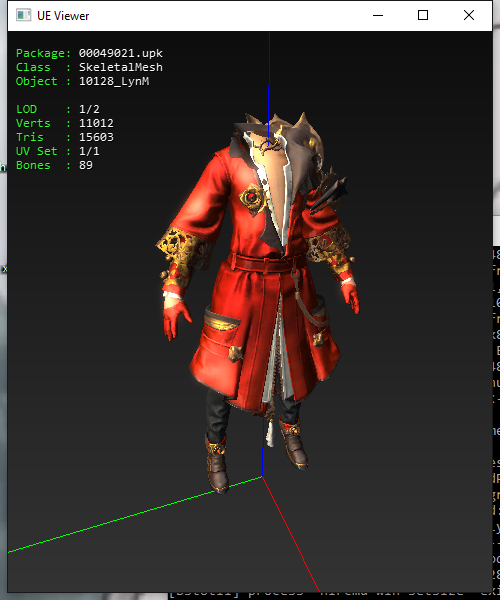 UE Viewer
Package: 00049021.upk
Class : SkeletalMesh
Object : 10128_LynM
LOD : 1/2
Verts : 11012
Tris : 15603
UV Set : 1/1
Bones : 89